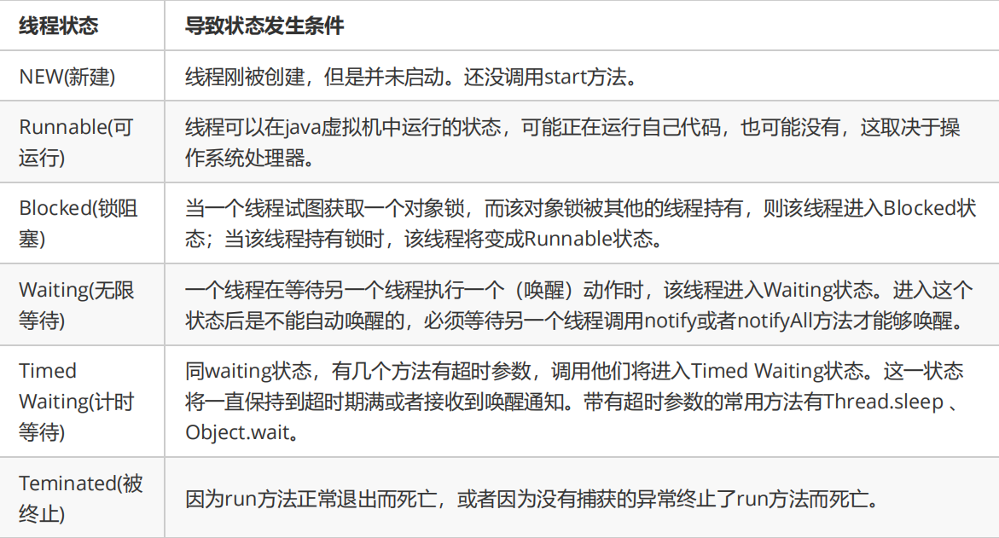 线程状态
导致状态发生条件
NEW(新建)
线程刚被创建，但是并未启动。还没调用start方法。
Runnable(可
运行)
线程可以在java虚拟机中运行的状态，可能正在运行自己代码，也可能没有，这取决于操
作系统处理器。
Blocked(锁阻
塞)
当一个线程试图获取一个对象锁，而该对象锁被其他的线程持有，则该线程进入Blocked状
态；当该线程持有锁时，该线程将变成Runnable状态。
Waiting(无限
等待)
一个线程在等待另一个线程执行一个（唤醒）动作时，该线程进入Waiting状态。进入这个
状态后是不能自动唤醒的，必须等待另一个线程调用notify或者notifyAll方法才能够唤醒。
Timed
Waiting(计时
等待)
同waiting状态，有几个方法有超时参数，调用他们将进入Timed Waiting状态。这一状态
将一直保持到超时期满或者接收到唤醒通知。带有超时参数的常用方法有Thread.sleep 、
Object.wait。
Teminated(被
终止)
因为run方法正常退出而死亡，或者因为没有捕获的异常终止了run方法而死亡。